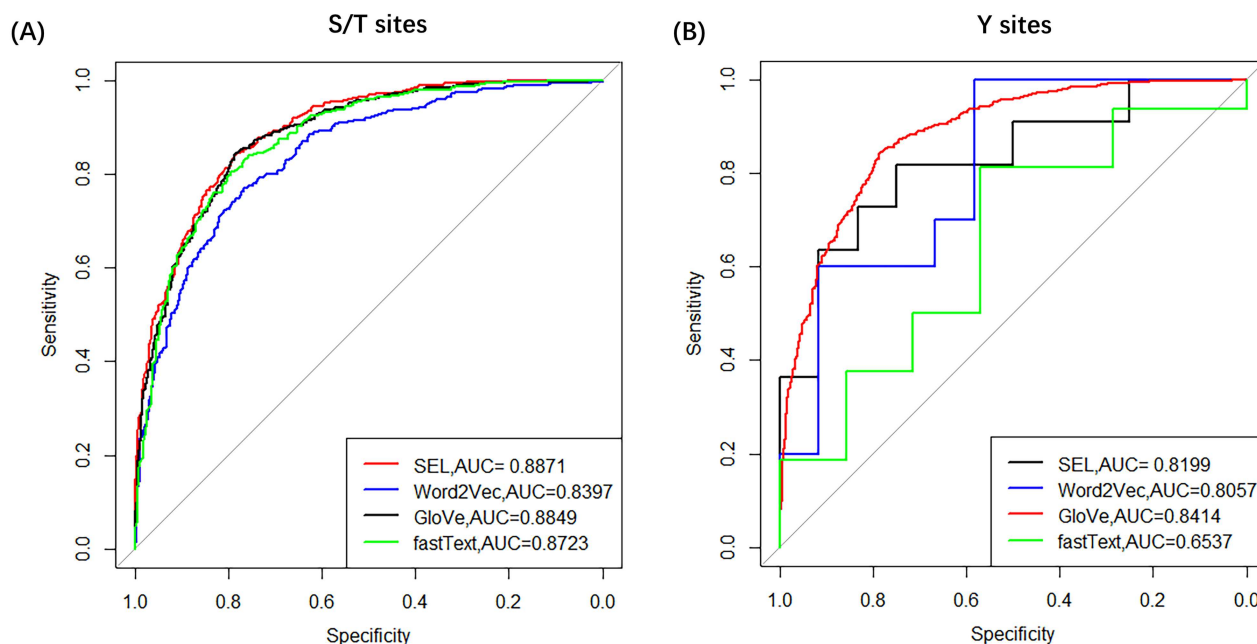 (A)
S/T sites
Sensitivity
1.0
0.8
0.6
0.4
0.2
0.0
1.0 0.8 0.6 0.4 0.2 0.0
Specificity
SEL,AUC= 0.8871
Word2Vec,AUC=0.8397
GloVe,AUC=0.8849
fastText,AUC=0.8723
(B)
Y sites
Sensitivity
1.0
0.8
0.6
0.4
0.2
0.0
1.0 0.8 0.6 0.4 0.2 0.0
Specificity
SEL,AUC= 0.8199
Word2Vec,AUC=0.8057
GloVe,AUC=0.8414
fastText,AUC=0.6537